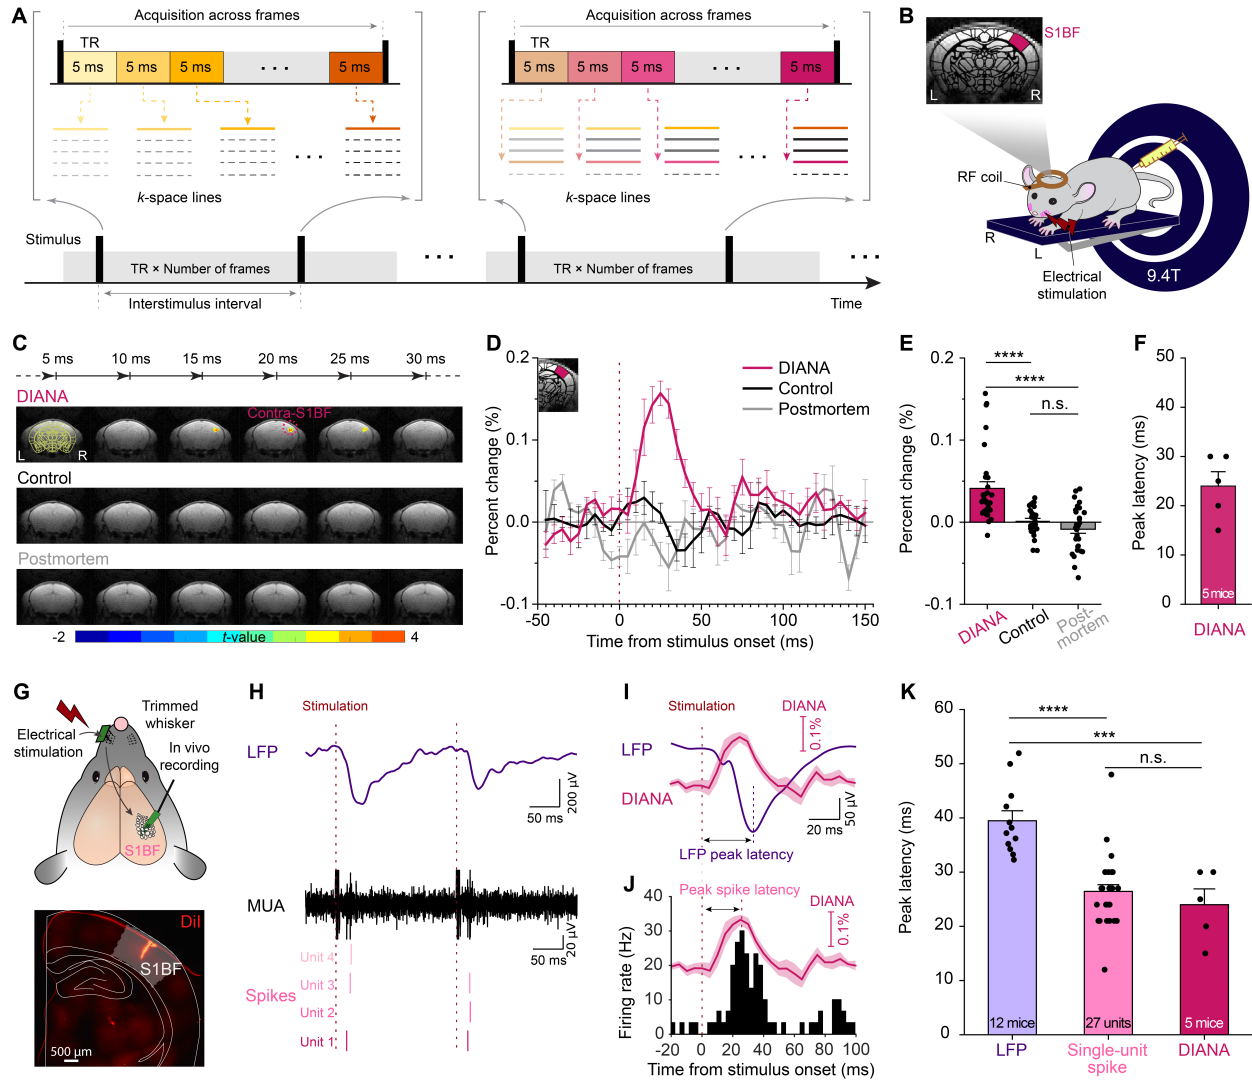 A
Acquisition across frames
TR
5 ms 5 ms 5 ms ... 5 ms
k-space lines
Acquisition across frames
TR
5 ms 5 ms 5 ms ... 5 ms
k-space lines
Stimulus
TR × Number of frames
Interstimulus interval
TR × Number of frames
Time
B
S1BF
L R
RF coil
R
L
Electrical
stimulation
9.4T
C
5 ms 10 ms 15 ms 20 ms 25 ms 30 ms
DIANA
Contra-S1BF
L R
Control
Postmortem
-2 t-value 4
D
DIANA
Control
Postmortem
Percent change (%)
0.2
0.1
0.0
-0.1
-50 0 50 100 150
Time from stimulus onset (ms)
E
****
****
n.s.
Percent change (%)
0.2
0.1
0.0
-0.1
DIANA
Control
Post-
mortem
F
Peak latency (ms)
50
40
30
20
10
0
5 mice
DIANA
G
Trimmed
whisker
Electrical
stimulation
In vivo
recording
S1BF
DiI
S1BF
500 µm
H
Stimulation
LFP
200 µV
50 ms
MUA
20 µV
50 ms
Spikes
Unit 4
Unit 3
Unit 2
Unit 1
I
Stimulation
DIANA
0.1%
LFP
DIANA
50 µV
20 ms
LFP peak latency
J
Peak spike latency
DIANA
0.1%
Firing rate (Hz)
40
30
20
10
0
-20 0 20 40 60 80 100
Time from stimulus onset (ms)
K
****
***
n.s.
Peak latency (ms)
60
50
40
30
20
10
0
12 mice 27 units 5 mice
LFP
Single-unit
spike
DIANA